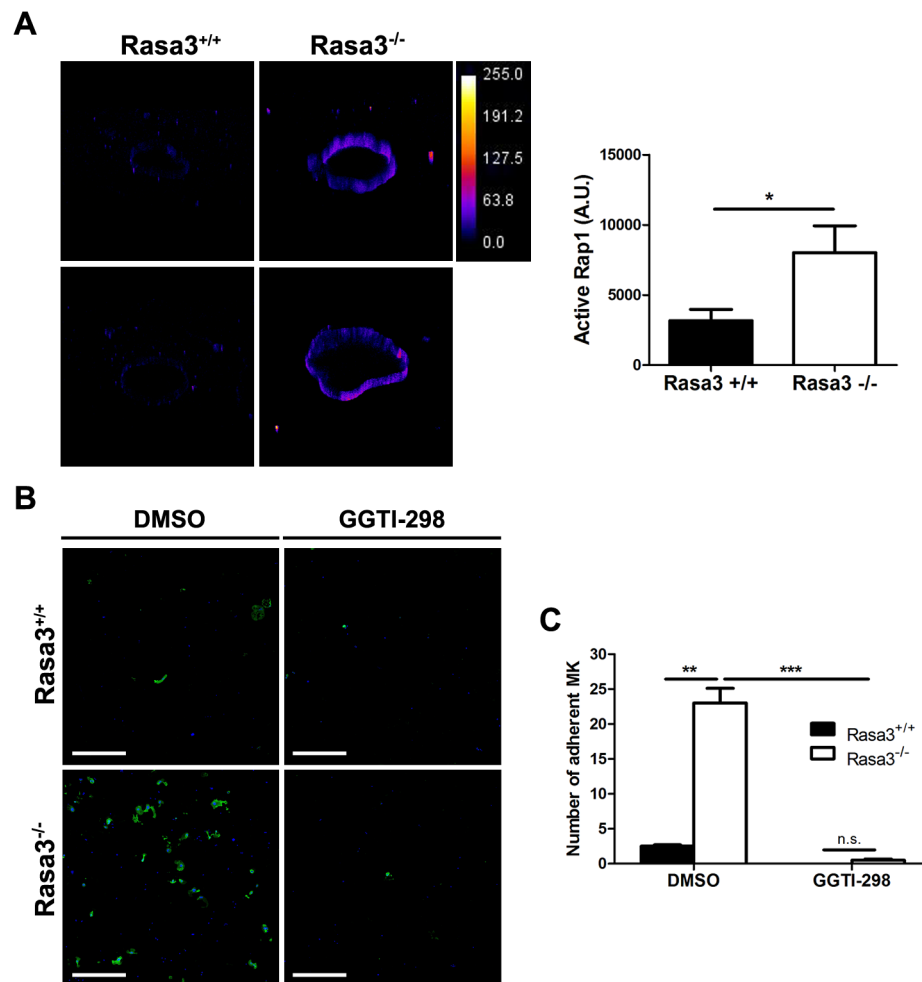 A
Rasa3+/+ Rasa3-/-
255.0
191.2
127.5
63.8
0.0
Active Rap1 (A.U.)
15000
10000
5000
0
*
Rasa3 +/+ Rasa3 -/-
B
DMSO GGTI-298
Rasa3+/+
Rasa3-/-
C
Number of adherent MK
30
25
20
15
10
5
0
** ***
n.s.
Rasa3+/+
Rasa3-/-
DMSO GGTI-298